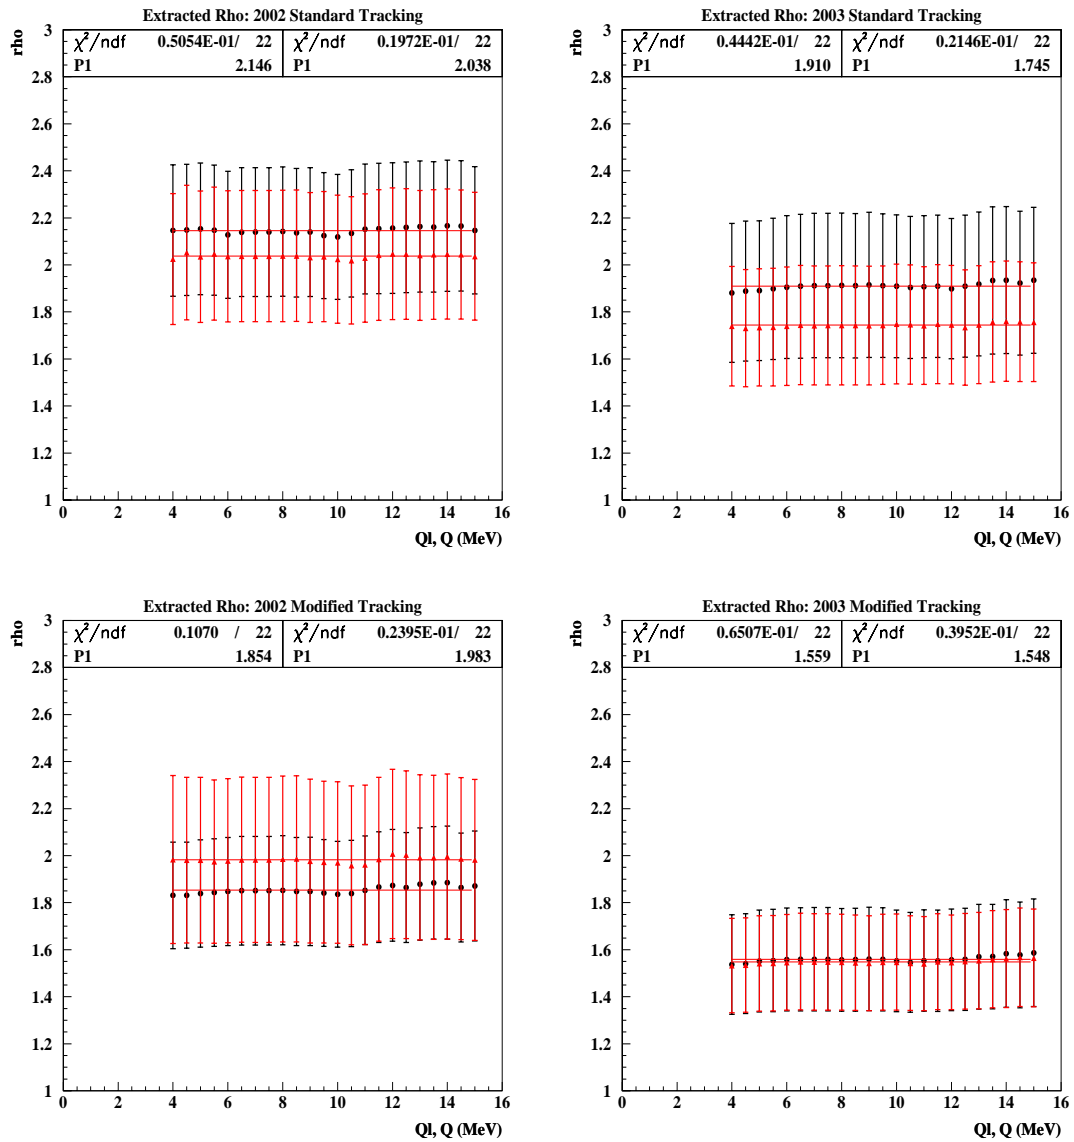 Extracted Rho: 2002 Standard Tracking
rho
χ²/ndf 0.5054E-01/ 22
P1 2.146
χ²/ndf 0.1972E-01/ 22
P1 2.038
3
2.8
2.6
2.4
2.2
2
1.8
1.6
1.4
1.2
1
0 2 4 6 8 10 12 14 16
Ql, Q (MeV)
Extracted Rho: 2003 Standard Tracking
rho
χ²/ndf 0.4442E-01/ 22
P1 1.910
χ²/ndf 0.2146E-01/ 22
P1 1.745
3
2.8
2.6
2.4
2.2
2
1.8
1.6
1.4
1.2
1
0 2 4 6 8 10 12 14 16
Ql, Q (MeV)
Extracted Rho: 2002 Modified Tracking
rho
χ²/ndf 0.1070 / 22
P1 1.854
χ²/ndf 0.2395E-01/ 22
P1 1.983
3
2.8
2.6
2.4
2.2
2
1.8
1.6
1.4
1.2
1
0 2 4 6 8 10 12 14 16
Ql, Q (MeV)
Extracted Rho: 2003 Modified Tracking
rho
χ²/ndf 0.6507E-01/ 22
P1 1.559
χ²/ndf 0.3952E-01/ 22
P1 1.548
3
2.8
2.6
2.4
2.2
2
1.8
1.6
1.4
1.2
1
0 2 4 6 8 10 12 14 16
Ql, Q (MeV)